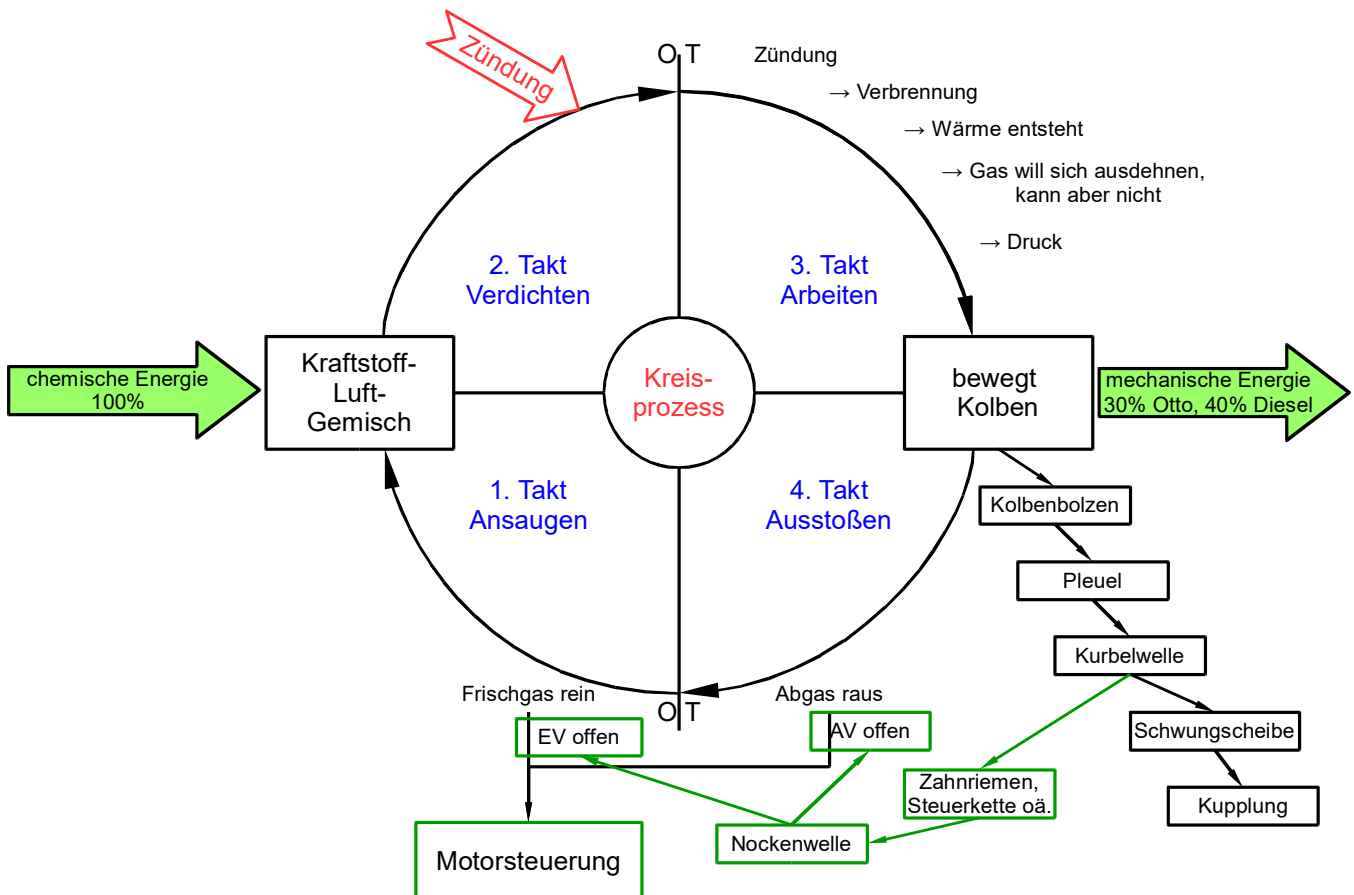 Zündung
OT
Zündung
→ Verbrennung
→ Wärme entsteht
→ Gas will sich ausdehnen,
kann aber nicht
→ Druck
2. Takt
Verdichten
3. Takt
Arbeiten
chemische Energie
100%
Kraftstoff-
Luft-
Gemisch
Kreis-
prozess
bewegt
Kolben
mechanische Energie
30% Otto, 40% Diesel
1. Takt
Ansaugen
4. Takt
Ausstoßen
Kolbenbolzen
Pleuel
Kurbelwelle
Frischgas rein
OT
Abgas raus
EV offen
AV offen
Schwungscheibe
Zahnriemen,
Steuerkette oä.
Kupplung
Nockenwelle
Motorsteuerung